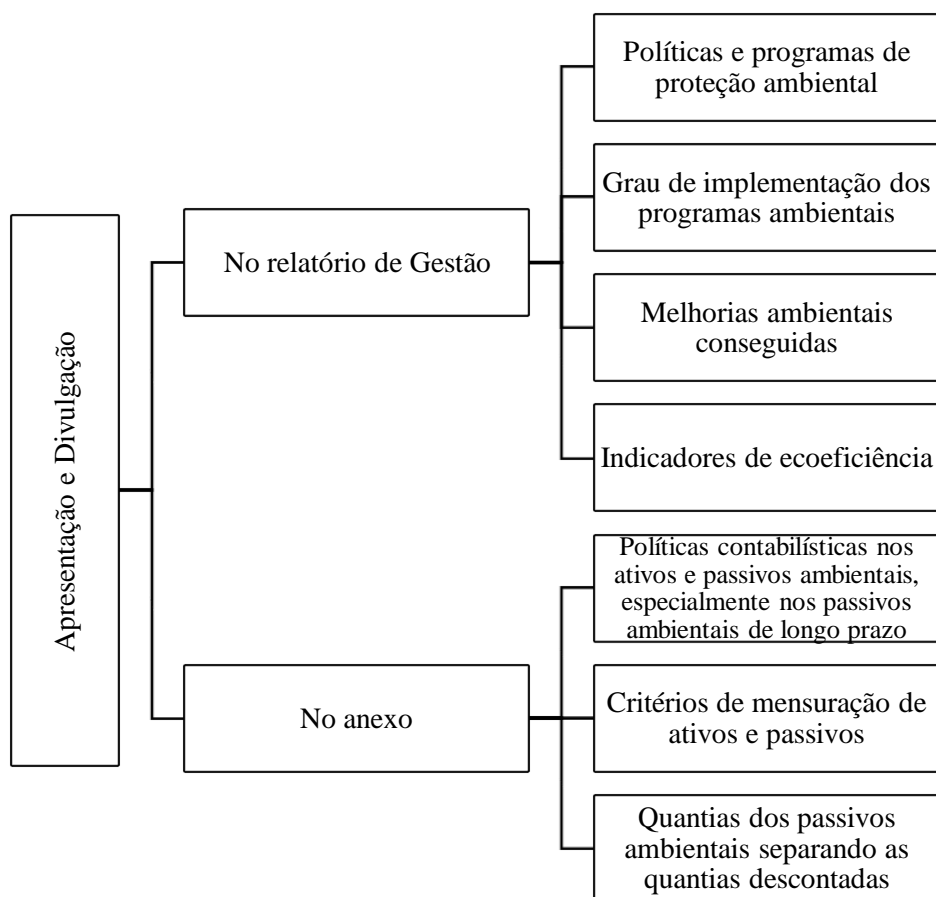 Apresentação e Divulgação
No relatório de Gestão
Políticas e programas de
proteção ambiental
Grau de implementação dos
programas ambientais
Melhorias ambientais
conseguidas
Indicadores de ecoeficiência
No anexo
Políticas contabilísticas nos
ativos e passivos ambientais,
especialmente nos passivos
ambientais de longo prazo
Critérios de mensuração de
ativos e passivos
Quantias dos passivos
ambientais separando as
quantias descontadas